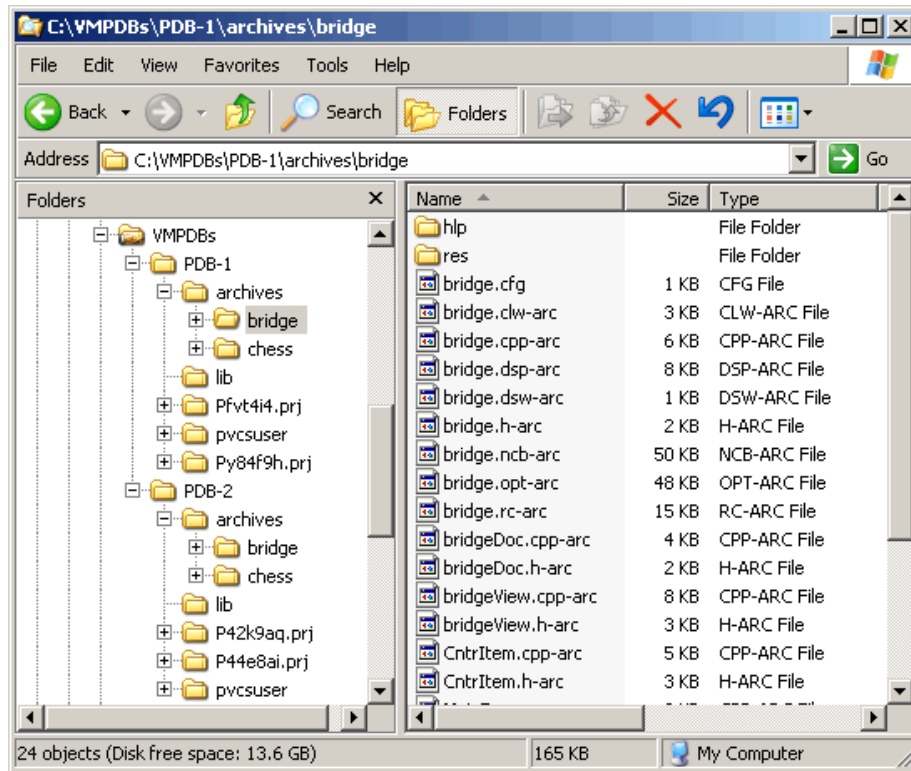 C:\VMPDBs\PDB-1\archives\bridge
File Edit View Favorites Tools Help
Back Search Folders
Address C:\VMPDBs\PDB-1\archives\bridge Go
Folders x
VMPDBs
PDB-1
archives
bridge
chess
lib
Pfvt4i4.prj
pvcsuser
Py84f9h.prj
PDB-2
archives
bridge
chess
lib
P42k9aq.prj
P44e8ai.prj
pvcsuser
Name Size Type
hlp File Folder
res File Folder
bridge.cfg 1 KB CFG File
bridge.clw-arc 3 KB CLW-ARC File
bridge.cpp-arc 6 KB CPP-ARC File
bridge.dsp-arc 8 KB DSP-ARC File
bridge.dsw-arc 1 KB DSW-ARC File
bridge.h-arc 2 KB H-ARC File
bridge.ncb-arc 50 KB NCB-ARC File
bridge.opt-arc 48 KB OPT-ARC File
bridge.rc-arc 15 KB RC-ARC File
bridgeDoc.cpp-arc 4 KB CPP-ARC File
bridgeDoc.h-arc 2 KB H-ARC File
bridgeView.cpp-arc 8 KB CPP-ARC File
bridgeView.h-arc 3 KB H-ARC File
CntrItem.cpp-arc 5 KB CPP-ARC File
CntrItem.h-arc 3 KB H-ARC File
24 objects (Disk free space: 13.6 GB) 165 KB My Computer